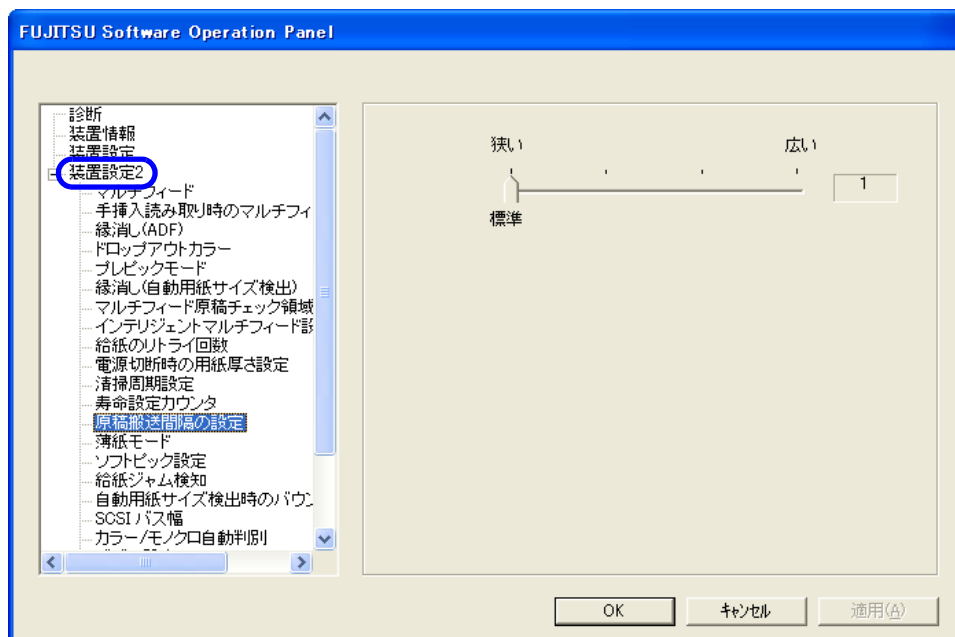 FUJITSU Software Operation Panel
診断
装置情報
装置設定
装置設定2
マルチフィード
手挿入読み取り時のマルチフィ
縁消し(ADF)
ドロップアウトカラー
プレピックモード
縁消し(自動用紙サイズ検出)
マルチフィード原稿チェック領域
インテリジェントマルチフィード設
給紙のリトライ回数
電源切断時の用紙厚さ設定
清掃周期設定
寿命設定カウンタ
原稿搬送間隔の設定
薄紙モード
ソフトピック設定
給紙ジャム検知
自動用紙サイズ検出時のバウン
SCSI バス幅
カラー/モノクロ自動判別
狭い 広い
1
標準
OK キャンセル 適用(A)